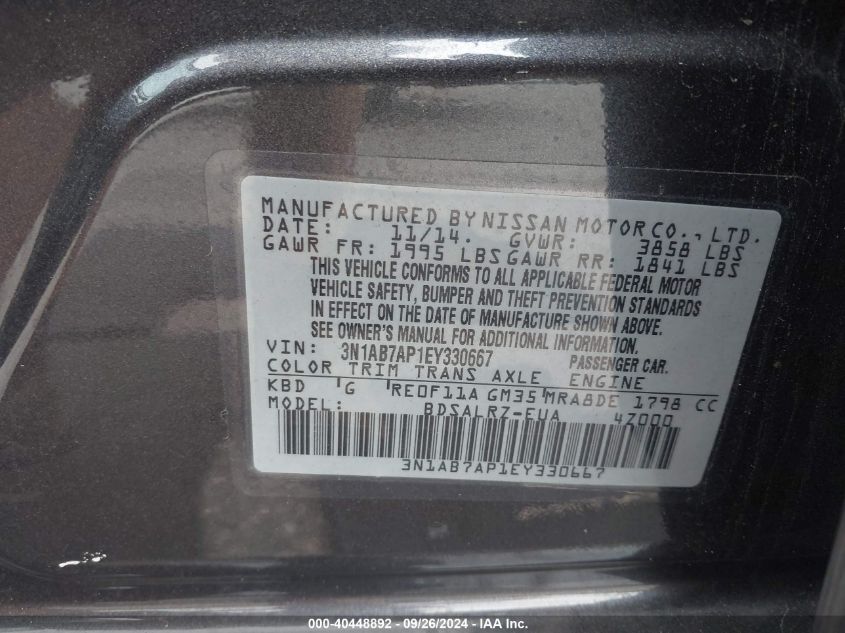 MANUFACTURED BY NISSAN MOTOR CO., LTD.
DATE: 11/14. GVWR: 3858 LBS
GAWR FR: 1995 LBS GAWR RR: 1841 LBS
THIS VEHICLE CONFORMS TO ALL APPLICABLE FEDERAL MOTOR
VEHICLE SAFETY, BUMPER AND THEFT PREVENTION STANDARDS
IN EFFECT ON THE DATE OF MANUFACTURE SHOWN ABOVE.
SEE OWNER'S MANUAL FOR ADDITIONAL INFORMATION.
VIN: 3N1AB7AP1EY330667 PASSENGER CAR.
COLOR TRIM TRANS AXLE ENGINE
KBD G RE0F11A GM35 MRA8DE 1798 CC
MODEL: BDSALRZ-EUA 4Z000
3N1AB7AP1EY330667
000-40448892 - 09/26/2024 - IAA Inc.